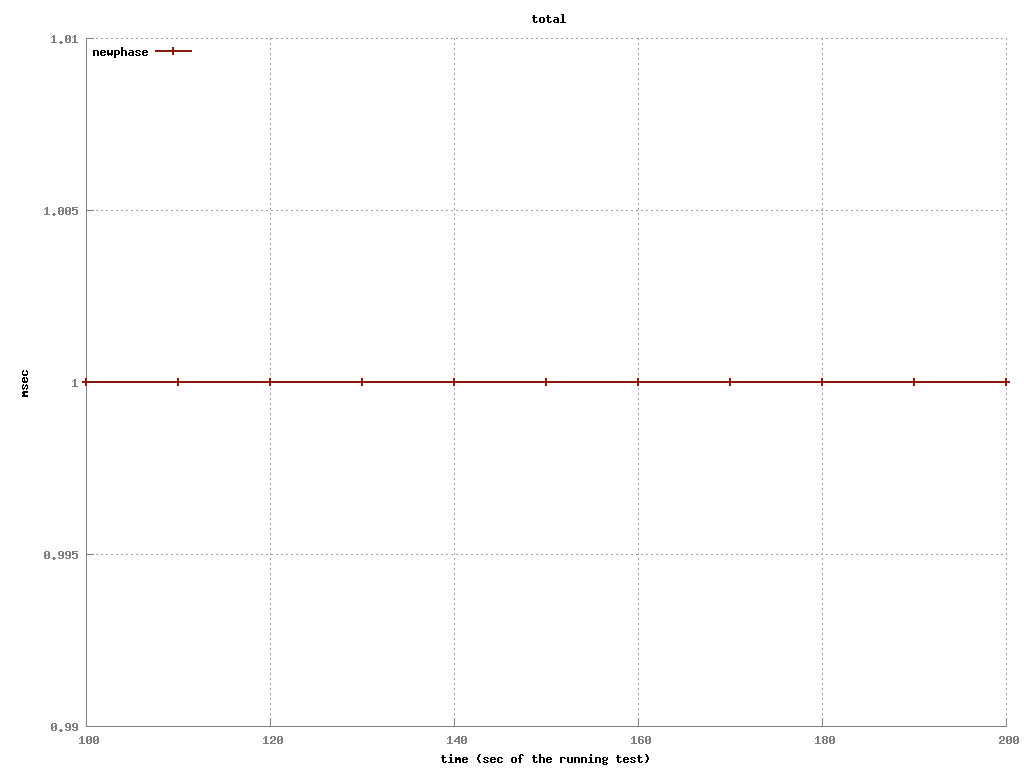 total
1.01
newphase
1.005
msec
1
0.995
0.99
100 120 140 160 180 200
time (sec of the running test)